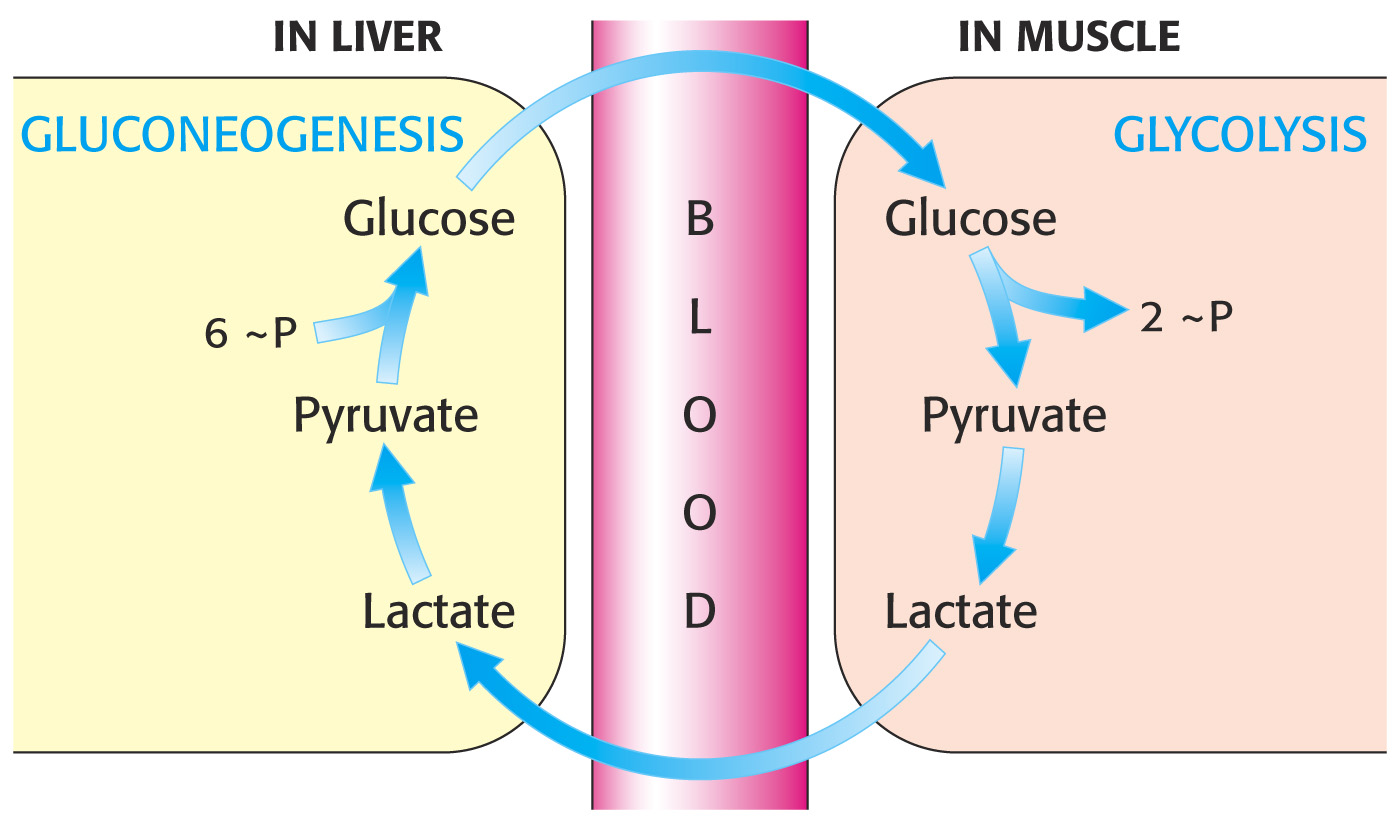 IN LIVER
IN MUSCLE
GLUCONEOGENESIS
Glucose
6 ~P
Pyruvate
Lactate
B
L
O
O
D
GLYCOLYSIS
Glucose
2 ~P
Pyruvate
Lactate